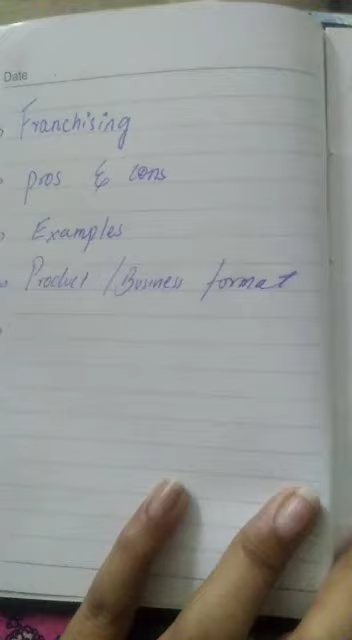 Date
Franchising
pros & cons
Examples
Product / Business format